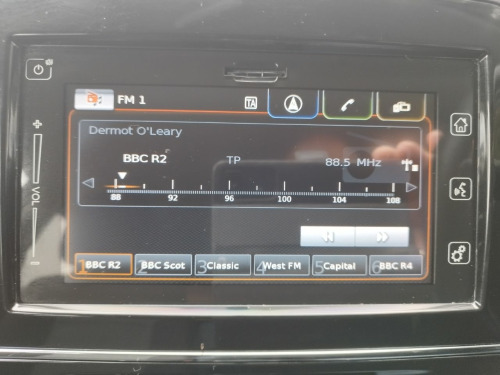 FM 1 TA
Dermot O'Leary
BBC R2 TP 88.5 MHz
88 92 96 100 104 108
1 BBC R2 2 BBC Scot 3 Classic 4 West FM 5 Capital 6 BBC R4
+
VOL
−